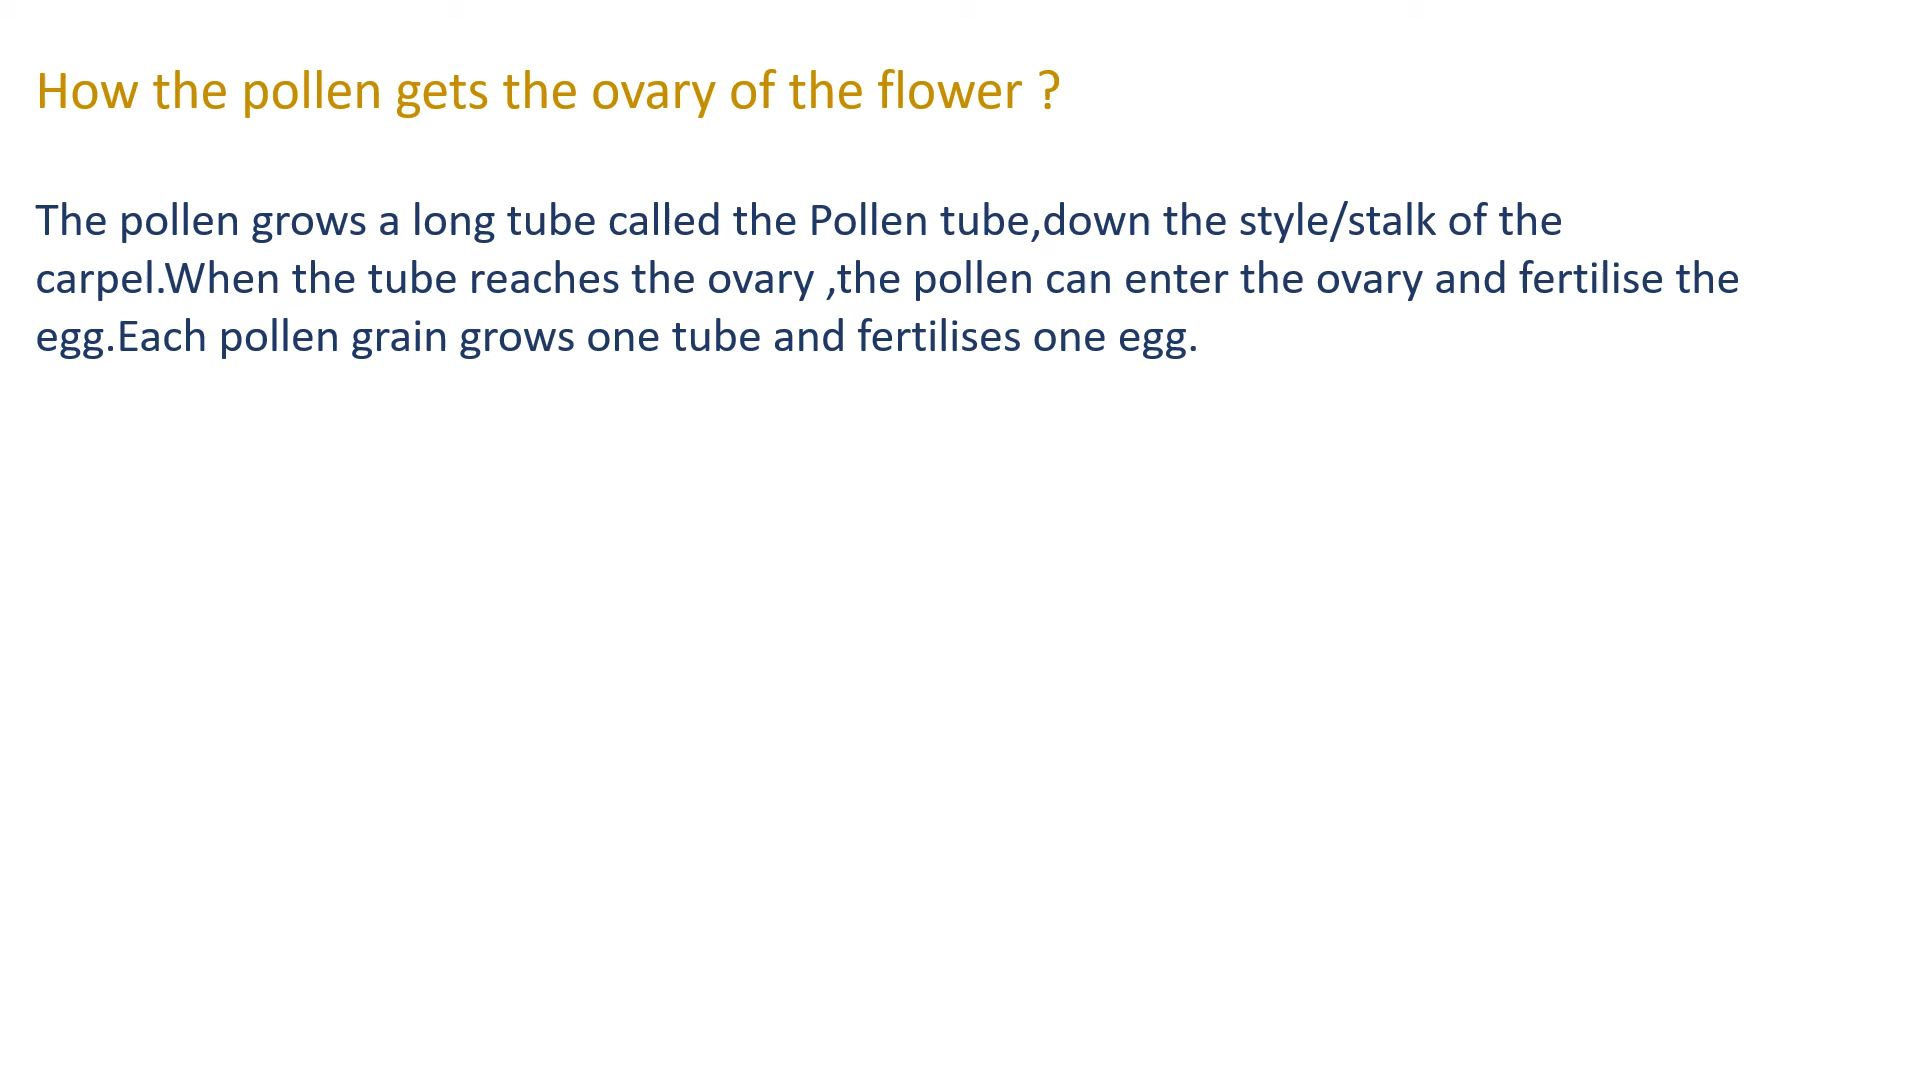 How the pollen gets the ovary of the flower ?
The pollen grows a long tube called the Pollen tube,down the style/stalk of the
carpel.When the tube reaches the ovary ,the pollen can enter the ovary and fertilise the
egg.Each pollen grain grows one tube and fertilises one egg.